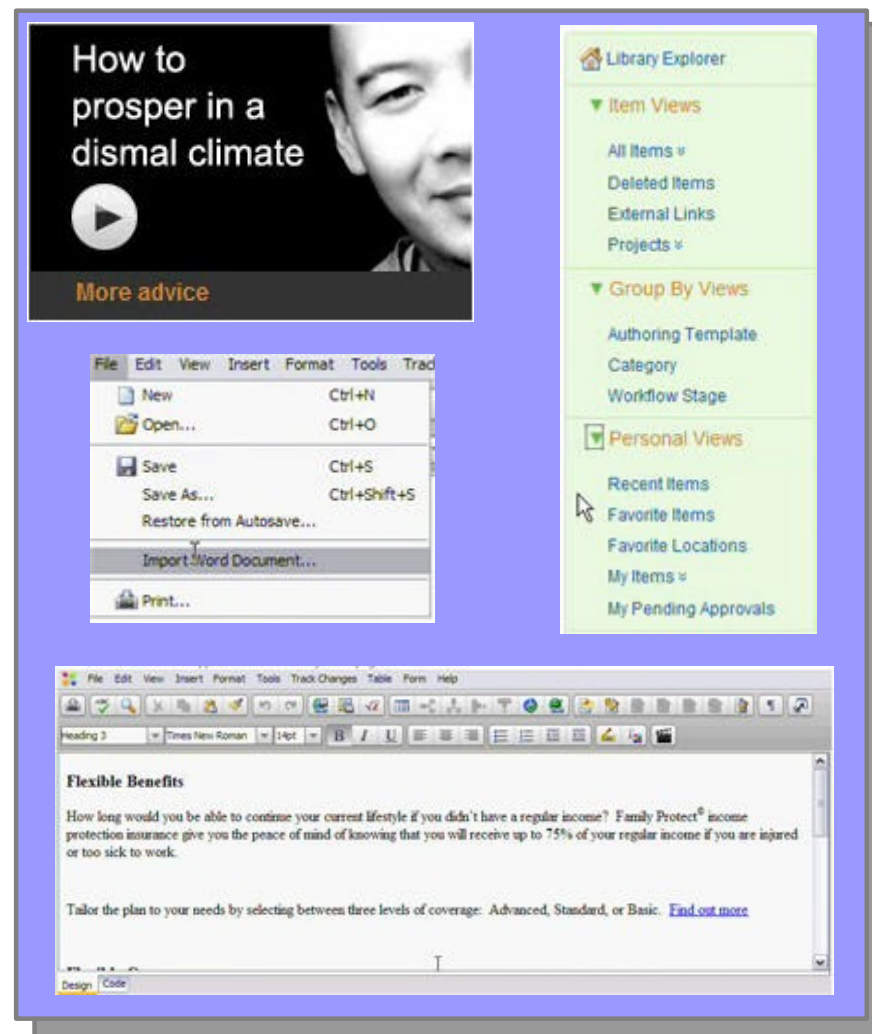 How to
prosper in a
dismal climate
More advice
Library Explorer
Item Views
All Items
Deleted Items
External Links
Projects
Group By Views
Authoring Template
Category
Workflow Stage
Personal Views
Recent Items
Favorite Items
Favorite Locations
My Items
My Pending Approvals
File Edit View Insert Format Tools Trac
New Ctrl+N
Open... Ctrl+O
Save Ctrl+S
Save As... Ctrl+Shift+S
Restore from Autosave...
Import Word Document...
Print...
File Edit View Insert Format Tools Track Changes Table Form Help
Heading 3 Times New Roman 14pt B I U
Flexible Benefits
How long would you be able to continue your current lifestyle if you didn't have a regular income? Family Protect© income
protection insurance give you the peace of mind of knowing that you will receive up to 75% of your regular income if you are injured
or too sick to work.
Tailor the plan to your needs by selecting between three levels of coverage: Advanced, Standard, or Basic. Find out more
Design Code